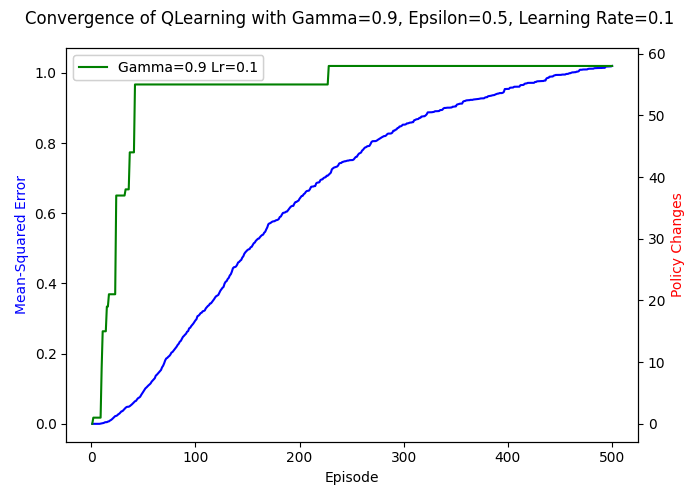 Convergence of QLearning with Gamma=0.9, Epsilon=0.5, Learning Rate=0.1
Gamma=0.9 Lr=0.1
1.0
0.8
0.6
0.4
0.2
0.0
Mean-Squared Error
60
50
40
30
20
10
0
Policy Changes
0 100 200 300 400 500
Episode